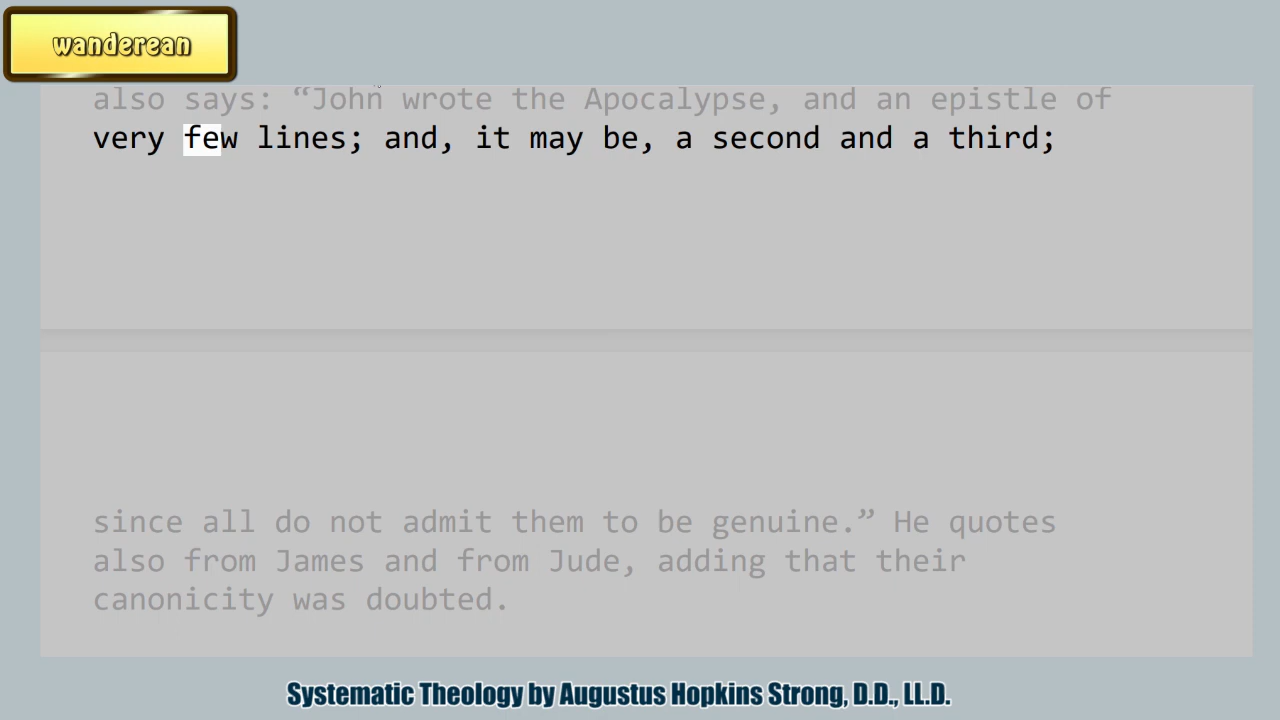 wanderean
also says: “John wrote the Apocalypse, and an epistle of
very few lines; and, it may be, a second and a third;
since all do not admit them to be genuine.” He quotes
also from James and from Jude, adding that their
canonicity was doubted.
Systematic Theology by Augustus Hopkins Strong, D.D., LL.D.